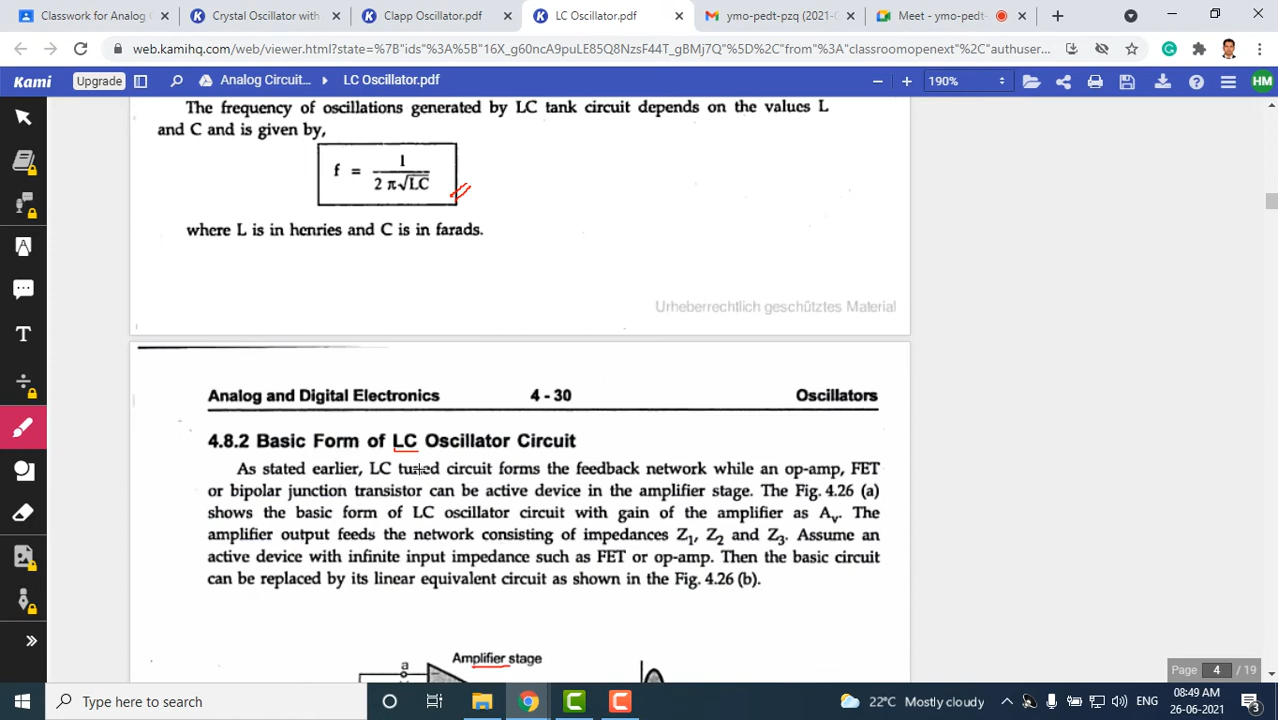 Classwork for Analog
Crystal Oscillator with
Clapp Oscillator.pdf
LC Oscillator.pdf
ymo-pedt-pzq (2021-
Meet - ymo-pedt-
web.kamihq.com/web/viewer.html?state=%7B"ids"%3A%5B"16X_g60ncA9puLE85Q8NzsF44T_gBMj7Q"%5D%2C"from"%3A"classroomopenext"%2C"authuser...
Kami
Upgrade
Analog Circuit...
LC Oscillator.pdf
190%
HM
The frequency of oscillations generated by LC tank circuit depends on the values L
and C and is given by,
f = 1 / 2 π√LC
where L is in henries and C is in farads.
Urheberrechtlich geschütztes Material
Analog and Digital Electronics 4 - 30 Oscillators
4.8.2 Basic Form of LC Oscillator Circuit
As stated earlier, LC tuned circuit forms the feedback network while an op-amp, FET
or bipolar junction transistor can be active device in the amplifier stage. The Fig. 4.26 (a)
shows the basic form of LC oscillator circuit with gain of the amplifier as Av. The
amplifier output feeds the network consisting of impedances Z1, Z2 and Z3. Assume an
active device with infinite input impedance such as FET or op-amp. Then the basic circuit
can be replaced by its linear equivalent circuit as shown in the Fig. 4.26 (b).
Amplifier stage
a
Page 4 / 19
Type here to search
22°C Mostly cloudy
ENG
08:49 AM
26-06-2021
3